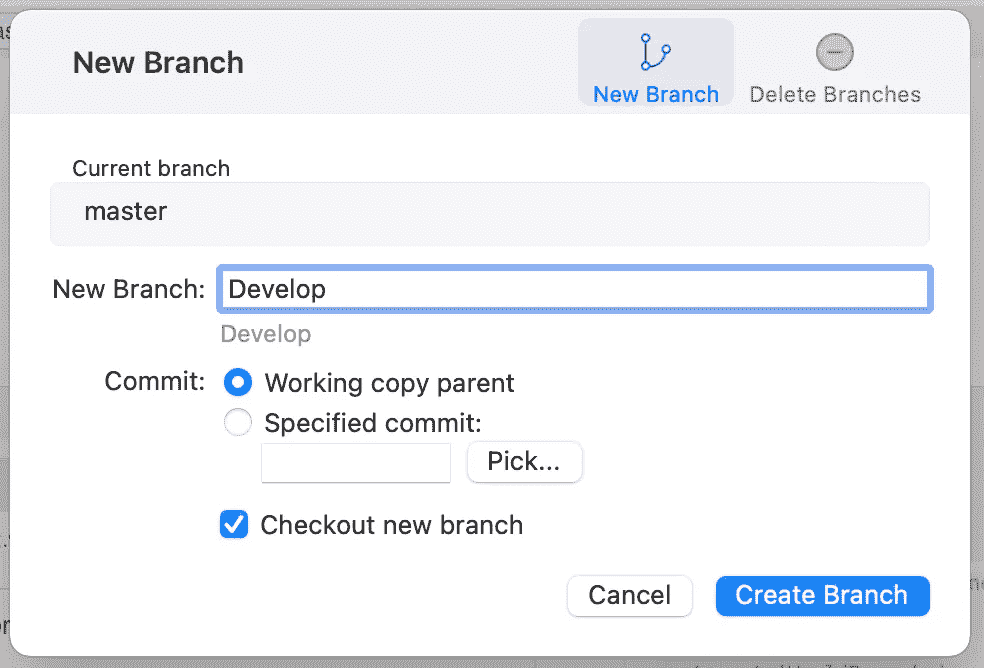 New Branch
New Branch
Delete Branches
Current branch
master
New Branch: Develop
Develop
Commit: Working copy parent
Specified commit:
Pick...
Checkout new branch
Cancel
Create Branch